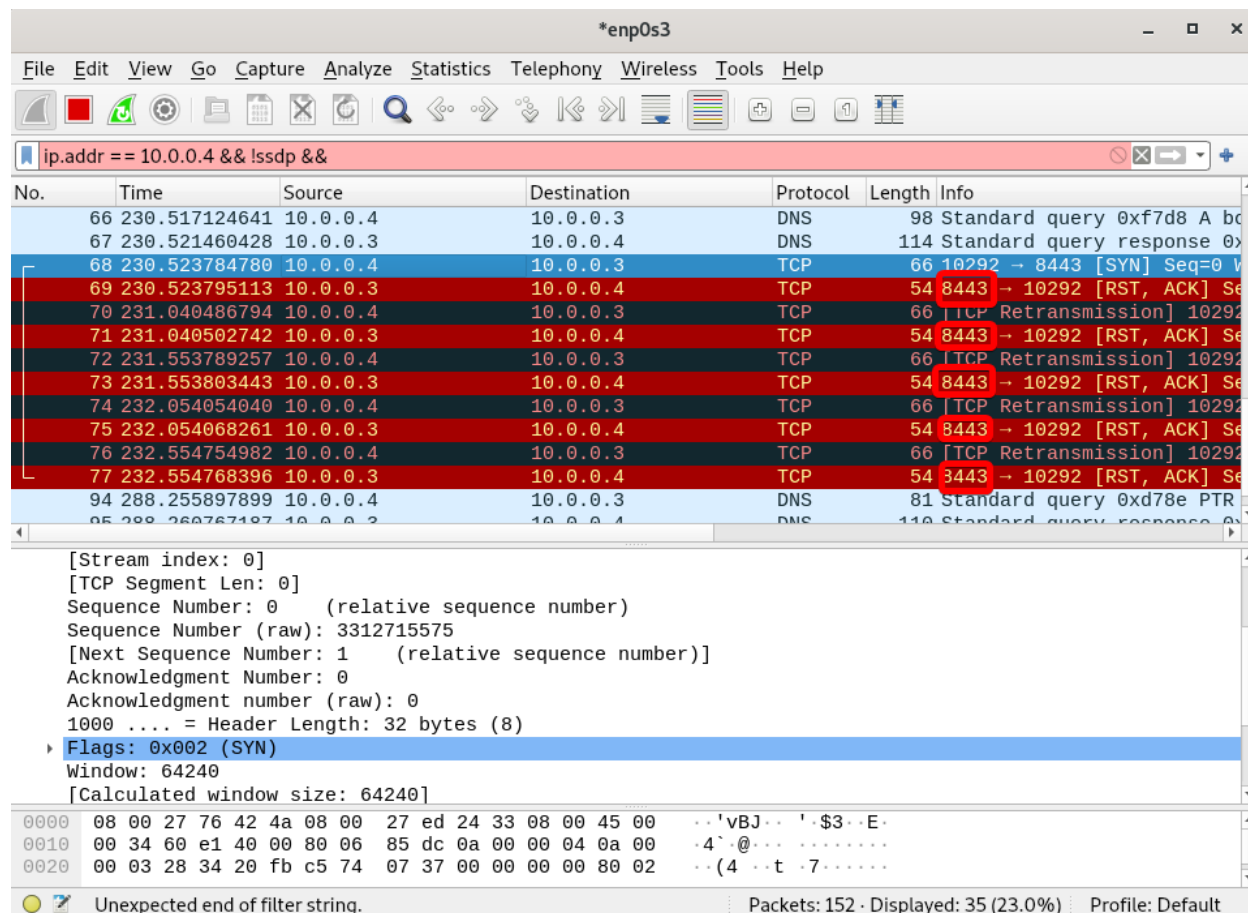 *enp0s3
File Edit View Go Capture Analyze Statistics Telephony Wireless Tools Help
ip.addr == 10.0.0.4 && !ssdp &&
No. Time Source Destination Protocol Length Info
66 230.517124641 10.0.0.4 10.0.0.3 DNS 98 Standard query 0xf7d8 A bo
67 230.521460428 10.0.0.3 10.0.0.4 DNS 114 Standard query response 0x
68 230.523784780 10.0.0.4 10.0.0.3 TCP 66 10292 → 8443 [SYN] Seq=0 W
69 230.523795113 10.0.0.3 10.0.0.4 TCP 54 8443 → 10292 [RST, ACK] Se
70 231.040486794 10.0.0.4 10.0.0.3 TCP 66 [TCP Retransmission] 10292
71 231.040502742 10.0.0.3 10.0.0.4 TCP 54 8443 → 10292 [RST, ACK] Se
72 231.553789257 10.0.0.4 10.0.0.3 TCP 66 [TCP Retransmission] 10292
73 231.553803443 10.0.0.3 10.0.0.4 TCP 54 8443 → 10292 [RST, ACK] Se
74 232.054054040 10.0.0.4 10.0.0.3 TCP 66 [TCP Retransmission] 10292
75 232.054068261 10.0.0.3 10.0.0.4 TCP 54 8443 → 10292 [RST, ACK] Se
76 232.554754982 10.0.0.4 10.0.0.3 TCP 66 [TCP Retransmission] 10292
77 232.554768396 10.0.0.3 10.0.0.4 TCP 54 8443 → 10292 [RST, ACK] Se
94 288.255897899 10.0.0.4 10.0.0.3 DNS 81 Standard query 0xd78e PTR
95 288.260767187 10.0.0.3 10.0.0.4 DNS 110 Standard query response 0x
[Stream index: 0]
[TCP Segment Len: 0]
Sequence Number: 0 (relative sequence number)
Sequence Number (raw): 3312715575
[Next Sequence Number: 1 (relative sequence number)]
Acknowledgment Number: 0
Acknowledgment number (raw): 0
1000 .... = Header Length: 32 bytes (8)
Flags: 0x002 (SYN)
Window: 64240
[Calculated window size: 64240]
0000 08 00 27 76 42 4a 08 00 27 ed 24 33 08 00 45 00 ··'vBJ·· '·$3··E·
0010 00 34 60 e1 40 00 80 06 85 dc 0a 00 00 04 0a 00 ·4`·@··· ········
0020 00 03 28 34 20 fb c5 74 07 37 00 00 00 00 80 02 ··(4 ··t ·7······
Unexpected end of filter string. Packets: 152 · Displayed: 35 (23.0%) Profile: Default